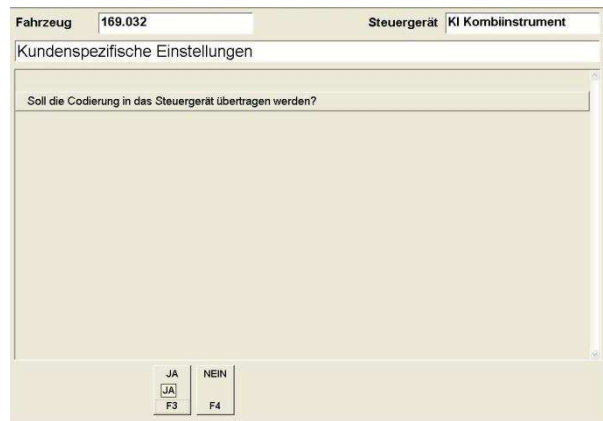 Fahrzeug 169.032 Steuergerät KI Kombiinstrument
Kundenspezifische Einstellungen
Soll die Codierung in das Steuergerät übertragen werden?
JA NEIN
JA
F3 F4